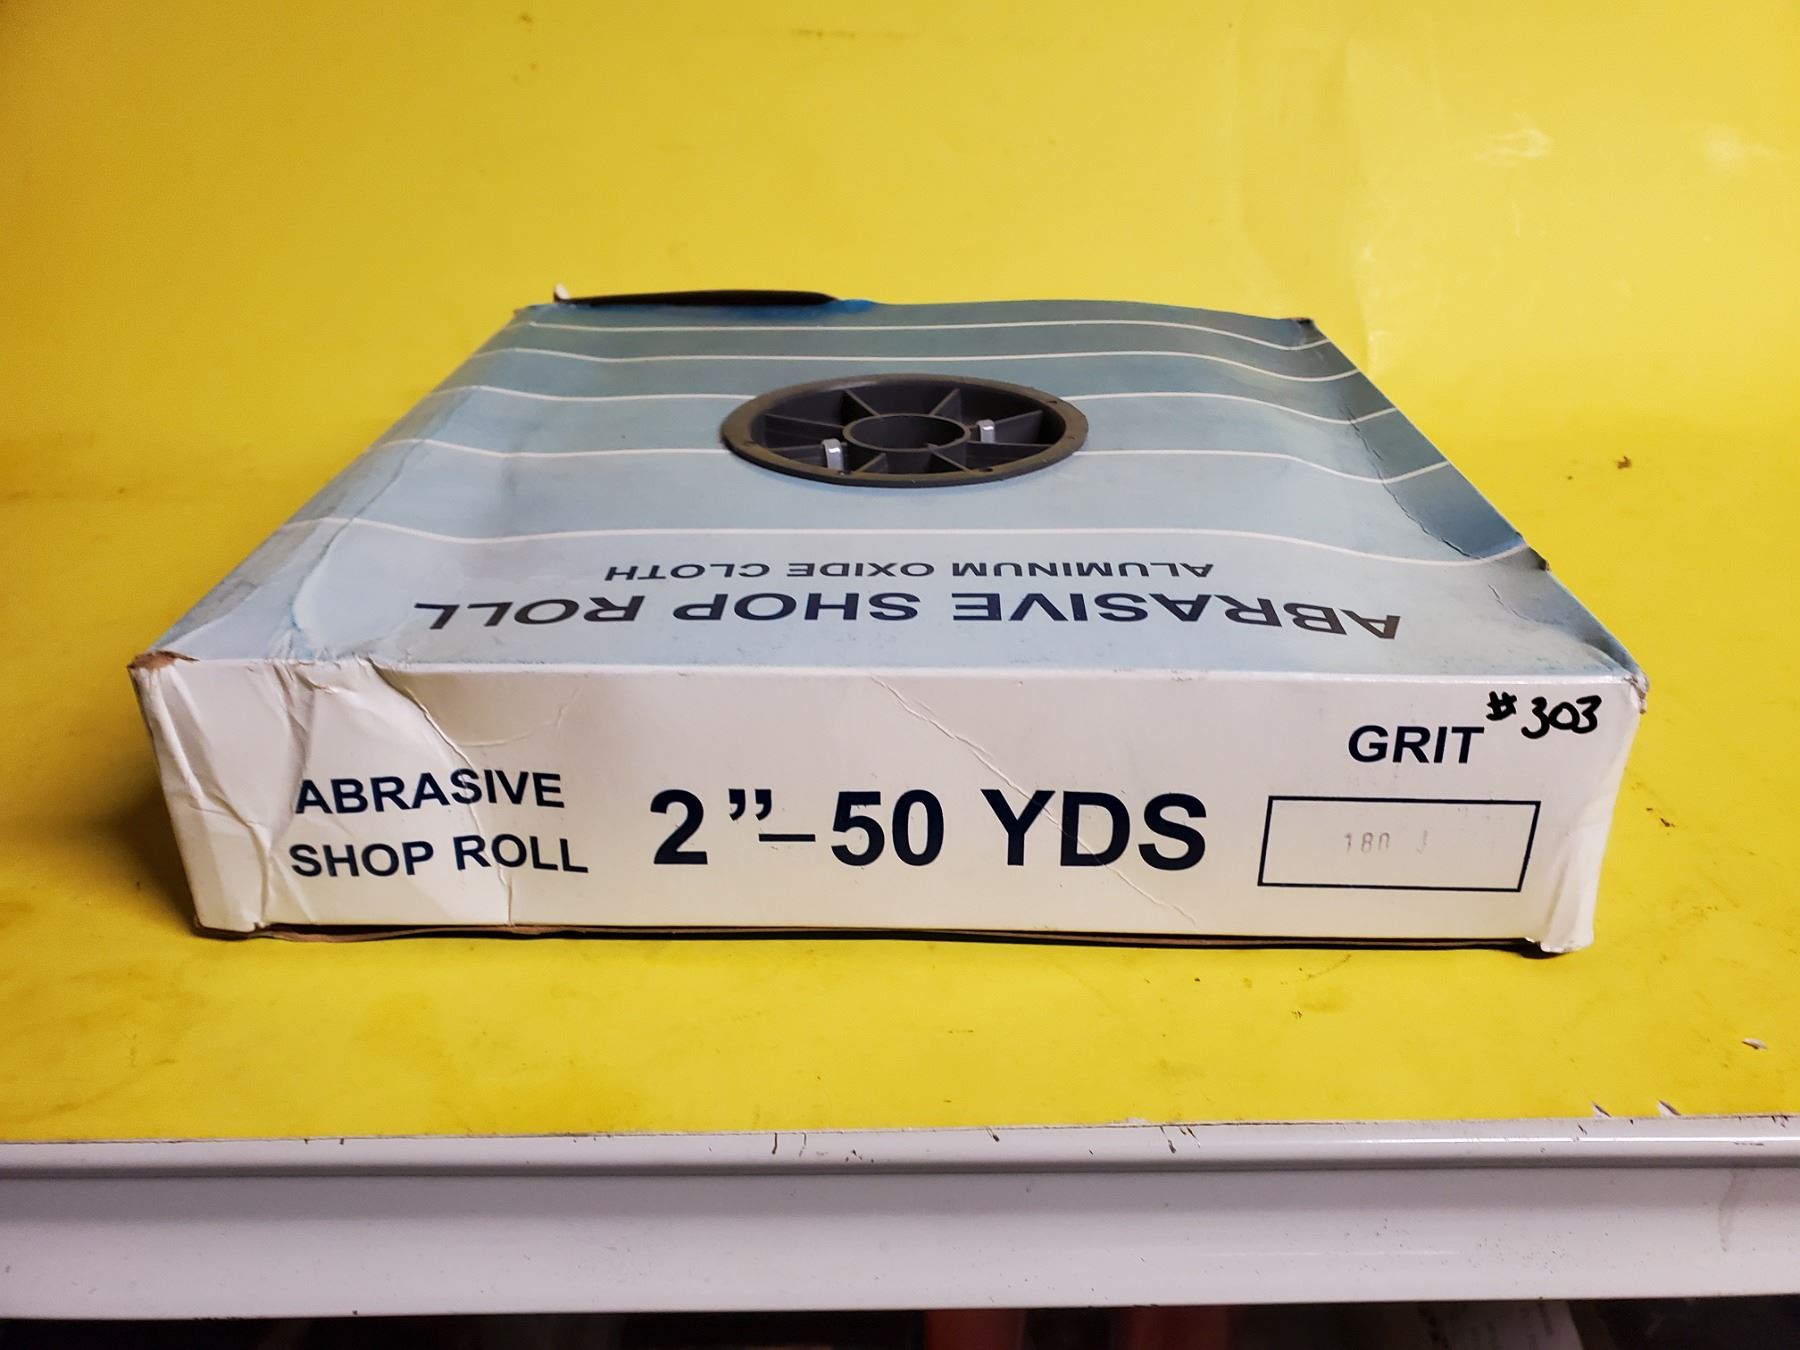 ALUMINUM OXIDE CLOTH
ABRASIVE SHOP ROLL
ABRASIVE
SHOP ROLL
2"–50 YDS
GRIT
#303
180 J